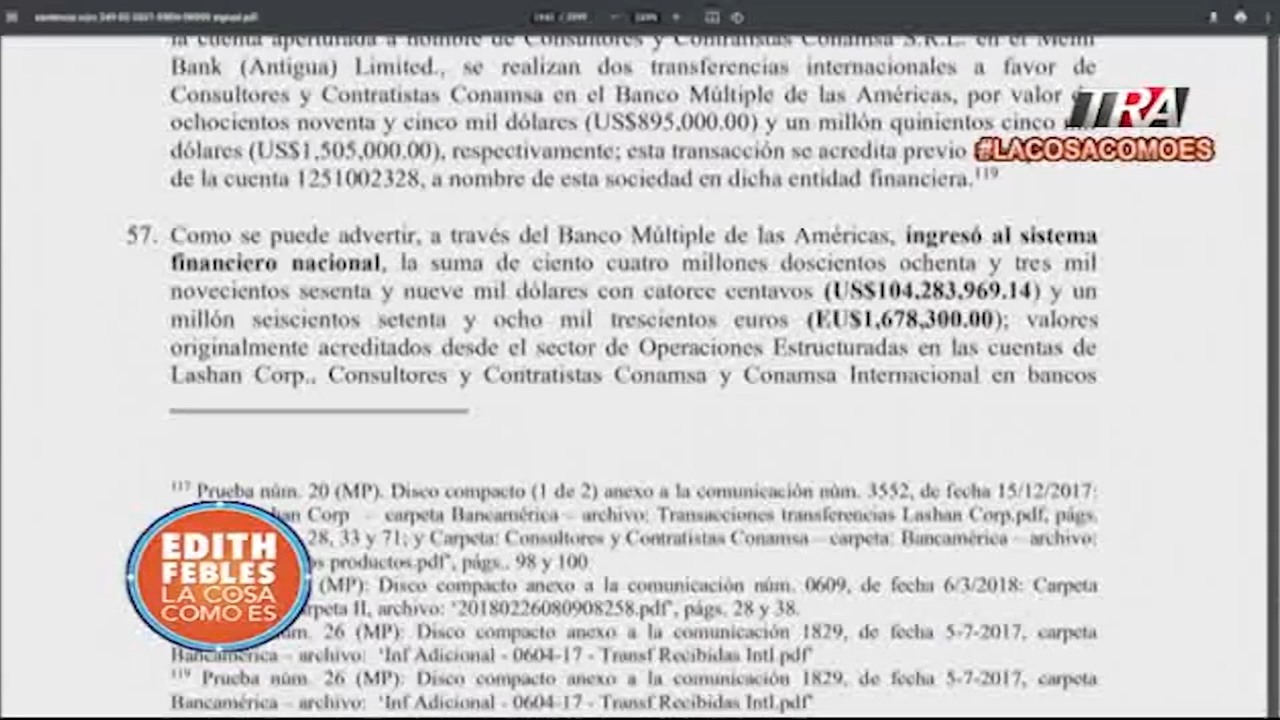 la cuenta aperturada a nombre de Consultores y Contratistas Conamsa S.R.L. en el Meinl
Bank (Antigua) Limited., se realizan dos transferencias internacionales a favor de
Consultores y Contratistas Conamsa en el Banco Múltiple de las Américas, por valor
ochocientos noventa y cinco mil dólares (US$895,000.00) y un millón quinientos cinco
dólares (US$1,505,000.00), respectivamente; esta transacción se acredita previo
de la cuenta 1251002328, a nombre de esta sociedad en dicha entidad financiera.119
TRA
#LACOSACOMOES
57. Como se puede advertir, a través del Banco Múltiple de las Américas, ingresó al sistema
financiero nacional, la suma de ciento cuatro millones doscientos ochenta y tres mil
novecientos sesenta y nueve mil dólares con catorce centavos (US$104,283,969.14) y un
millón seiscientos setenta y ocho mil trescientos euros (EU$1,678,300.00); valores
originalmente acreditados desde el sector de Operaciones Estructuradas en las cuentas de
Lashan Corp., Consultores y Contratistas Conamsa y Conamsa Internacional en bancos
117 Prueba núm. 20 (MP). Disco compacto (1 de 2) anexo a la comunicación núm. 3552, de fecha 15/12/2017:
Corp – carpeta Bancamérica – archivo: Transacciones transferencias Lashan Corp.pdf, págs.
28, 33 y 71; y Carpeta: Consultores y Contratistas Conamsa – carpeta: Bancamérica – archivo:
productos.pdf", págs.. 98 y 100
(MP): Disco compacto anexo a la comunicación núm. 0609, de fecha 6/3/2018: Carpeta
II, archivo: "20180226080908258.pdf", págs. 28 y 38.
26 (MP): Disco compacto anexo a la comunicación 1829, de fecha 5-7-2017, carpeta
Bancamérica – archivo: "Inf Adicional - 0604-17 - Transf Recibidas Intl.pdf"
119 Prueba núm. 26 (MP): Disco compacto anexo a la comunicación 1829, de fecha 5-7-2017, carpeta
Bancamérica – archivo: "Inf Adicional - 0604-17 - Transf Recibidas Intl.pdf"
EDITH
FEBLES
LA COSA
COMO ES